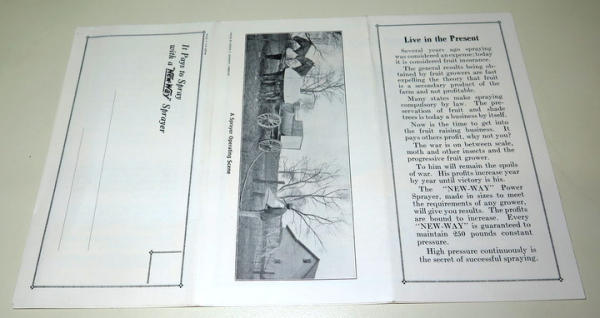 It Pays to Spray
with a NEW-WAY Sprayer
A Sprayer Operating Scene
Live in the Present
Several years ago spraying
was considered an expense; today
it is considered fruit insurance.
The general results being ob-
tained by fruit growers are fast
expelling the theory that fruit
is a secondary product of the
farm and not profitable.
Many states make spraying
compulsory by law. The pre-
servation of fruit and shade
trees is today a business by itself.
Now is the time to get into
the fruit raising business. It
pays others profit, why not you?
The war is on between scale,
moth and other insects and the
progressive fruit grower.
To him will remain the spoils
of war. His profits increase year
by year until victory is his.
The "NEW-WAY" Power
Sprayer, made in sizes to meet
the requirements of any grower,
will give you results. The profits
are bound to increase. Every
"NEW-WAY" is guaranteed to
maintain 250 pounds constant
pressure.
High pressure continuously is
the secret of successful spraying.